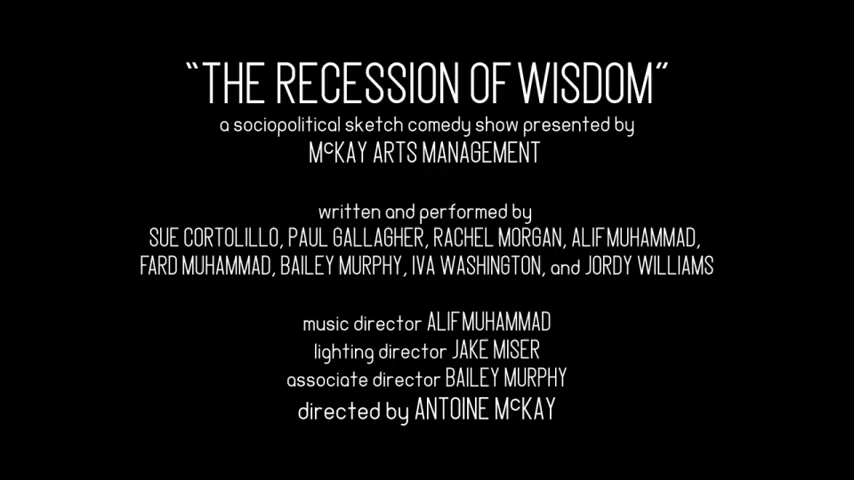 “THE RECESSION OF WISDOM”
a sociopolitical sketch comedy show presented by
McKAY ARTS MANAGEMENT
written and performed by
SUE CORTOLILLO, PAUL GALLAGHER, RACHEL MORGAN, ALIF MUHAMMAD,
FARD MUHAMMAD, BAILEY MURPHY, IVA WASHINGTON, and JORDY WILLIAMS
music director ALIF MUHAMMAD
lighting director JAKE MISER
associate director BAILEY MURPHY
directed by ANTOINE McKAY